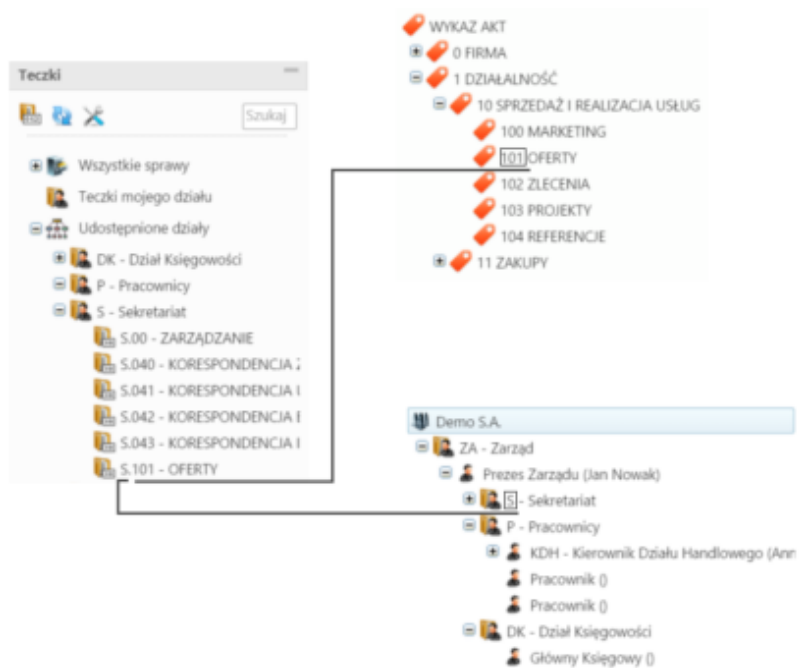 Teczki
Szukaj
Wszystkie sprawy
Teczki mojego działu
Udostępnione działy
DK - Dział Księgowości
P - Pracownicy
S - Sekretariat
S.00 - ZARZĄDZANIE
S.040 - KORESPONDENCJA
S.041 - KORESPONDENCJA
S.042 - KORESPONDENCJA
S.043 - KORESPONDENCJA
S.101 - OFERTY
WYKAZ AKT
0 FIRMA
1 DZIAŁALNOŚĆ
10 SPRZEDAŻ I REALIZACJA USŁUG
100 MARKETING
101 OFERTY
102 ZLECENIA
103 PROJEKTY
104 REFERENCJE
11 ZAKUPY
Demo S.A.
ZA - Zarząd
Prezes Zarządu (Jan Nowak)
S - Sekretariat
P - Pracownicy
KDH - Kierownik Działu Handlowego (Anr
Pracownik ()
Pracownik ()
DK - Dział Księgowości
Główny Księgowy ()